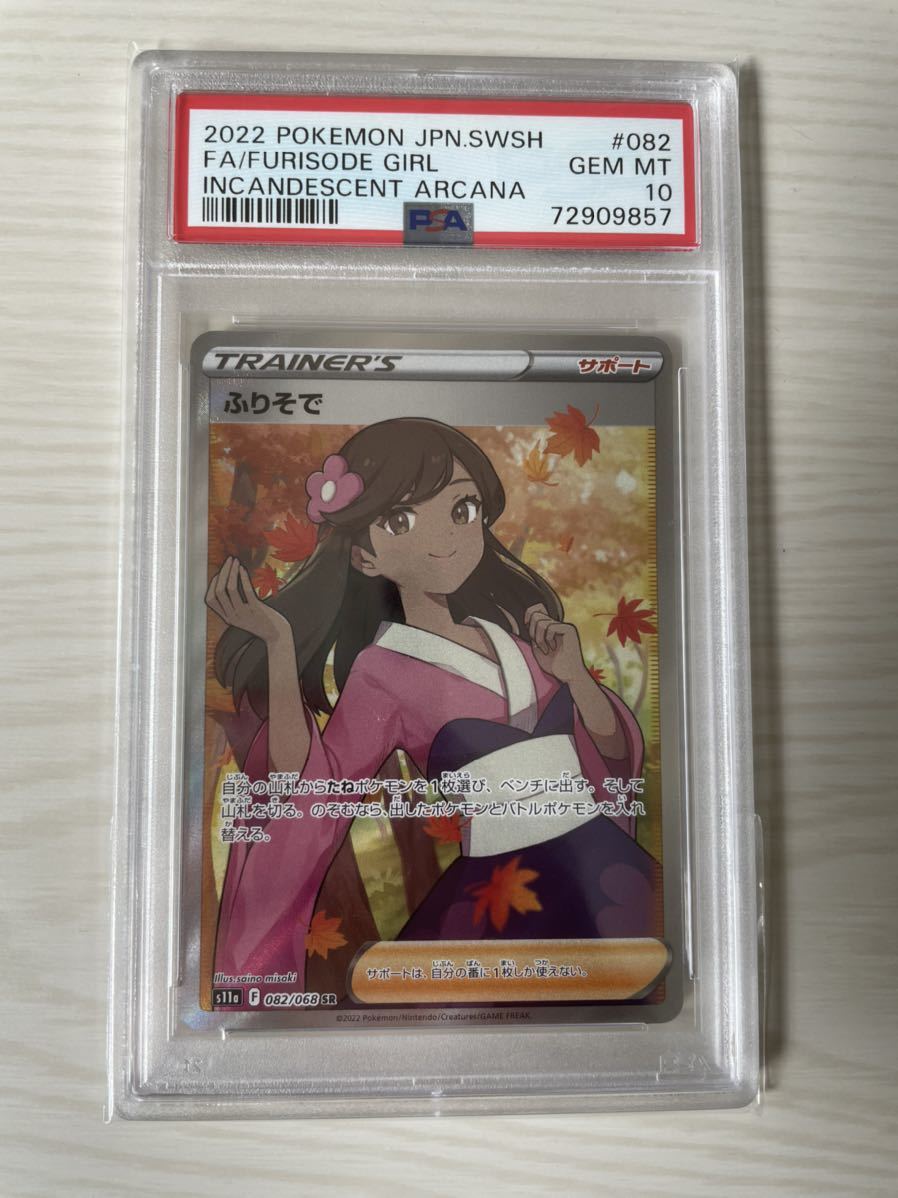 2022 POKEMON JPN.SWSH #082
FA/FURISODE GIRL GEM MT
INCANDESCENT ARCANA 10
PSA 72909857
TRAINER'S サポート
ふりそで
自分の山札からたねポケモンを1枚選び、ベンチに出す。そして
山札を切る。のぞむなら、出したポケモンとバトルポケモンを入れ
替える。
Illus.saino misaki
サポートは、自分の番に1枚しか使えない。
s11a F 082/068 SR
©2022 Pokémon/Nintendo/Creatures/GAME FREAK.